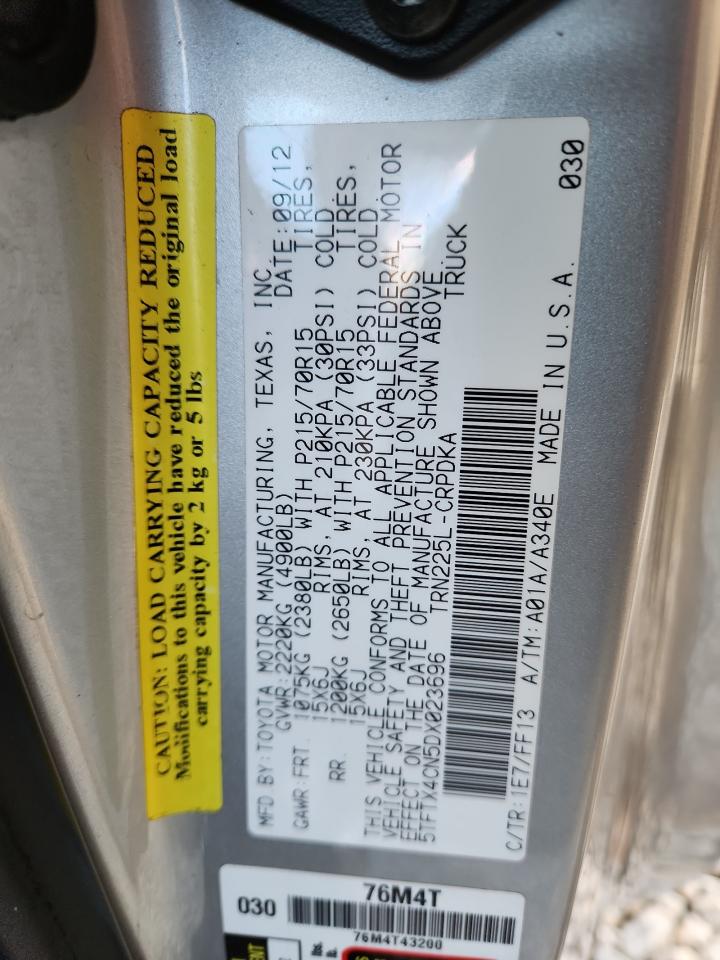 CAUTION: LOAD CARRYING CAPACITY REDUCED
Modifications to this vehicle have reduced the original load
carrying capacity by 2 kg or 5 lbs
MFD BY:TOYOTA MOTOR MANUFACTURING, TEXAS, INC.
GVWR:2220KG (4900LB) DATE:09/12
GAWR:FRT. 1075KG (2380LB) WITH P215/70R15 TIRES,
15X6J RIMS, AT 210KPA (30PSI) COLD.
RR. 1200KG (2650LB) WITH P215/70R15 TIRES,
15X6J RIMS, AT 230KPA (33PSI) COLD.
THIS VEHICLE CONFORMS TO ALL APPLICABLE FEDERAL MOTOR
VEHICLE SAFETY AND THEFT PREVENTION STANDARDS IN
EFFECT ON THE DATE OF MANUFACTURE SHOWN ABOVE.
5TFTX4CN5DX023696 TRN225L-CRPDKA TRUCK
C/TR:1E7/FF13 A/TM:A01A/A340E MADE IN U.S.A. 030
76M4T
030
76M4T43200